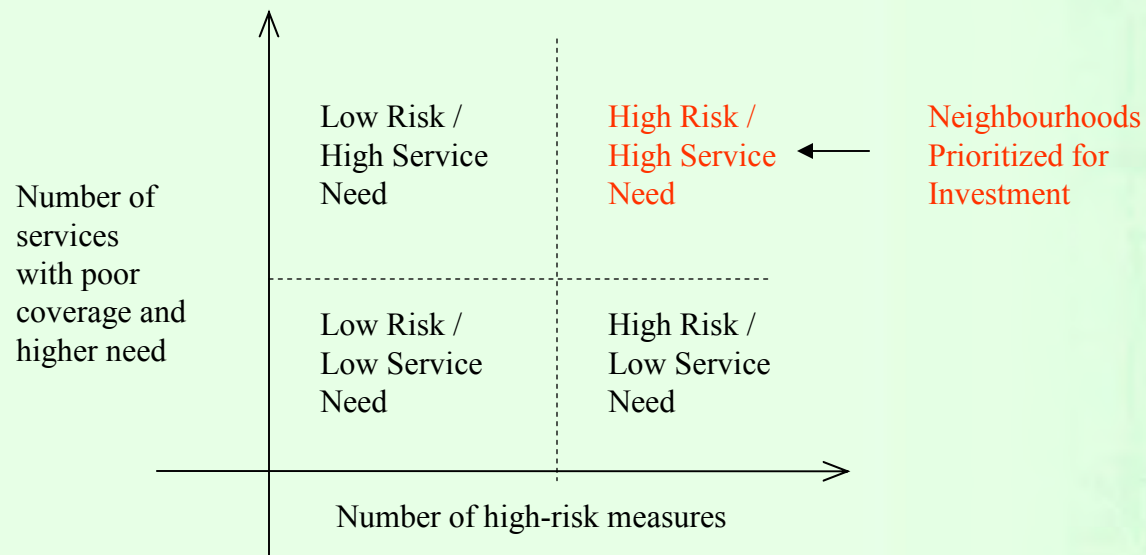 Number of
services
with poor
coverage and
higher need
Low Risk /
High Service
Need
High Risk /
High Service
Need
Neighbourhoods
Prioritized for
Investment
Low Risk /
Low Service
Need
High Risk /
Low Service
Need
Number of high-risk measures